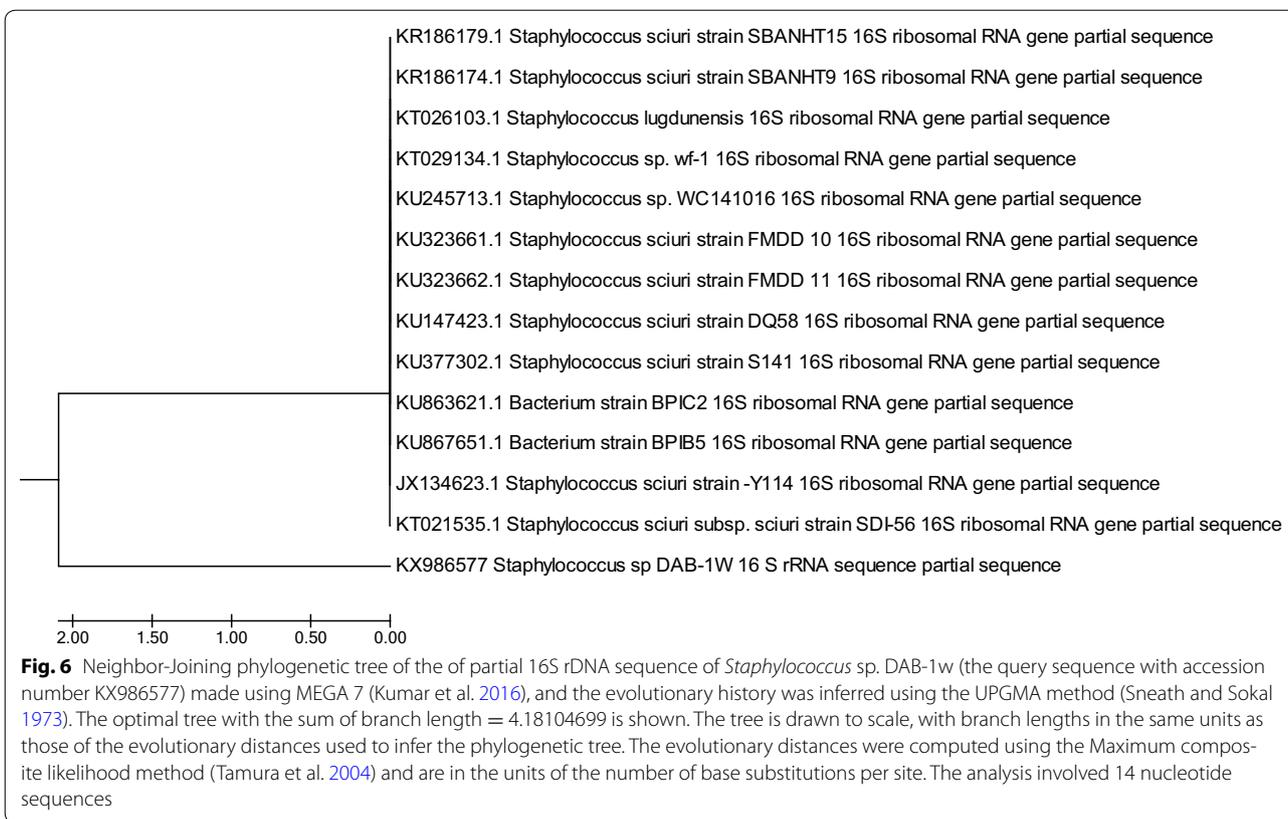 KR186179.1 Staphylococcus sciuri strain SBANHT15 16S ribosomal RNA gene partial sequence
KR186174.1 Staphylococcus sciuri strain SBANHT9 16S ribosomal RNA gene partial sequence
KT026103.1 Staphylococcus lugdunensis 16S ribosomal RNA gene partial sequence
KT029134.1 Staphylococcus sp. wf-1 16S ribosomal RNA gene partial sequence
KU245713.1 Staphylococcus sp. WC141016 16S ribosomal RNA gene partial sequence
KU323661.1 Staphylococcus sciuri strain FMDD 10 16S ribosomal RNA gene partial sequence
KU323662.1 Staphylococcus sciuri strain FMDD 11 16S ribosomal RNA gene partial sequence
KU147423.1 Staphylococcus sciuri strain DQ58 16S ribosomal RNA gene partial sequence
KU377302.1 Staphylococcus sciuri strain S141 16S ribosomal RNA gene partial sequence
KU863621.1 Bacterium strain BPIC2 16S ribosomal RNA gene partial sequence
KU867651.1 Bacterium strain BPIB5 16S ribosomal RNA gene partial sequence
JX134623.1 Staphylococcus sciuri strain -Y114 16S ribosomal RNA gene partial sequence
KT021535.1 Staphylococcus sciuri subsp. sciuri strain SDI-56 16S ribosomal RNA gene partial sequence
KX986577 Staphylococcus sp DAB-1W 16 S rRNA sequence partial sequence
2.00 1.50 1.00 0.50 0.00
Fig. 6 Neighbor-Joining phylogenetic tree of the of partial 16S rDNA sequence of Staphylococcus sp. DAB-1w (the query sequence with accession
number KX986577) made using MEGA 7 (Kumar et al. 2016), and the evolutionary history was inferred using the UPGMA method (Sneath and Sokal
1973). The optimal tree with the sum of branch length = 4.18104699 is shown. The tree is drawn to scale, with branch lengths in the same units as
those of the evolutionary distances used to infer the phylogenetic tree. The evolutionary distances were computed using the Maximum compos-
ite likelihood method (Tamura et al. 2004) and are in the units of the number of base substitutions per site. The analysis involved 14 nucleotide
sequences